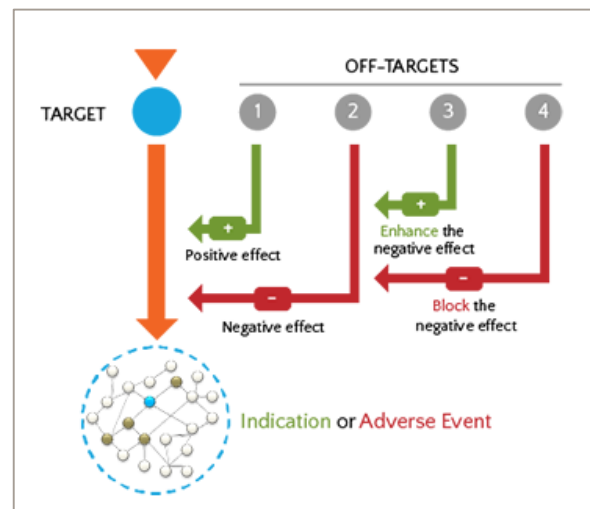 OFF-TARGETS
TARGET
1
2
3
4
+
Positive effect
+
Enhance the
negative effect
–
Negative effect
–
Block the
negative effect
Indication or Adverse Event